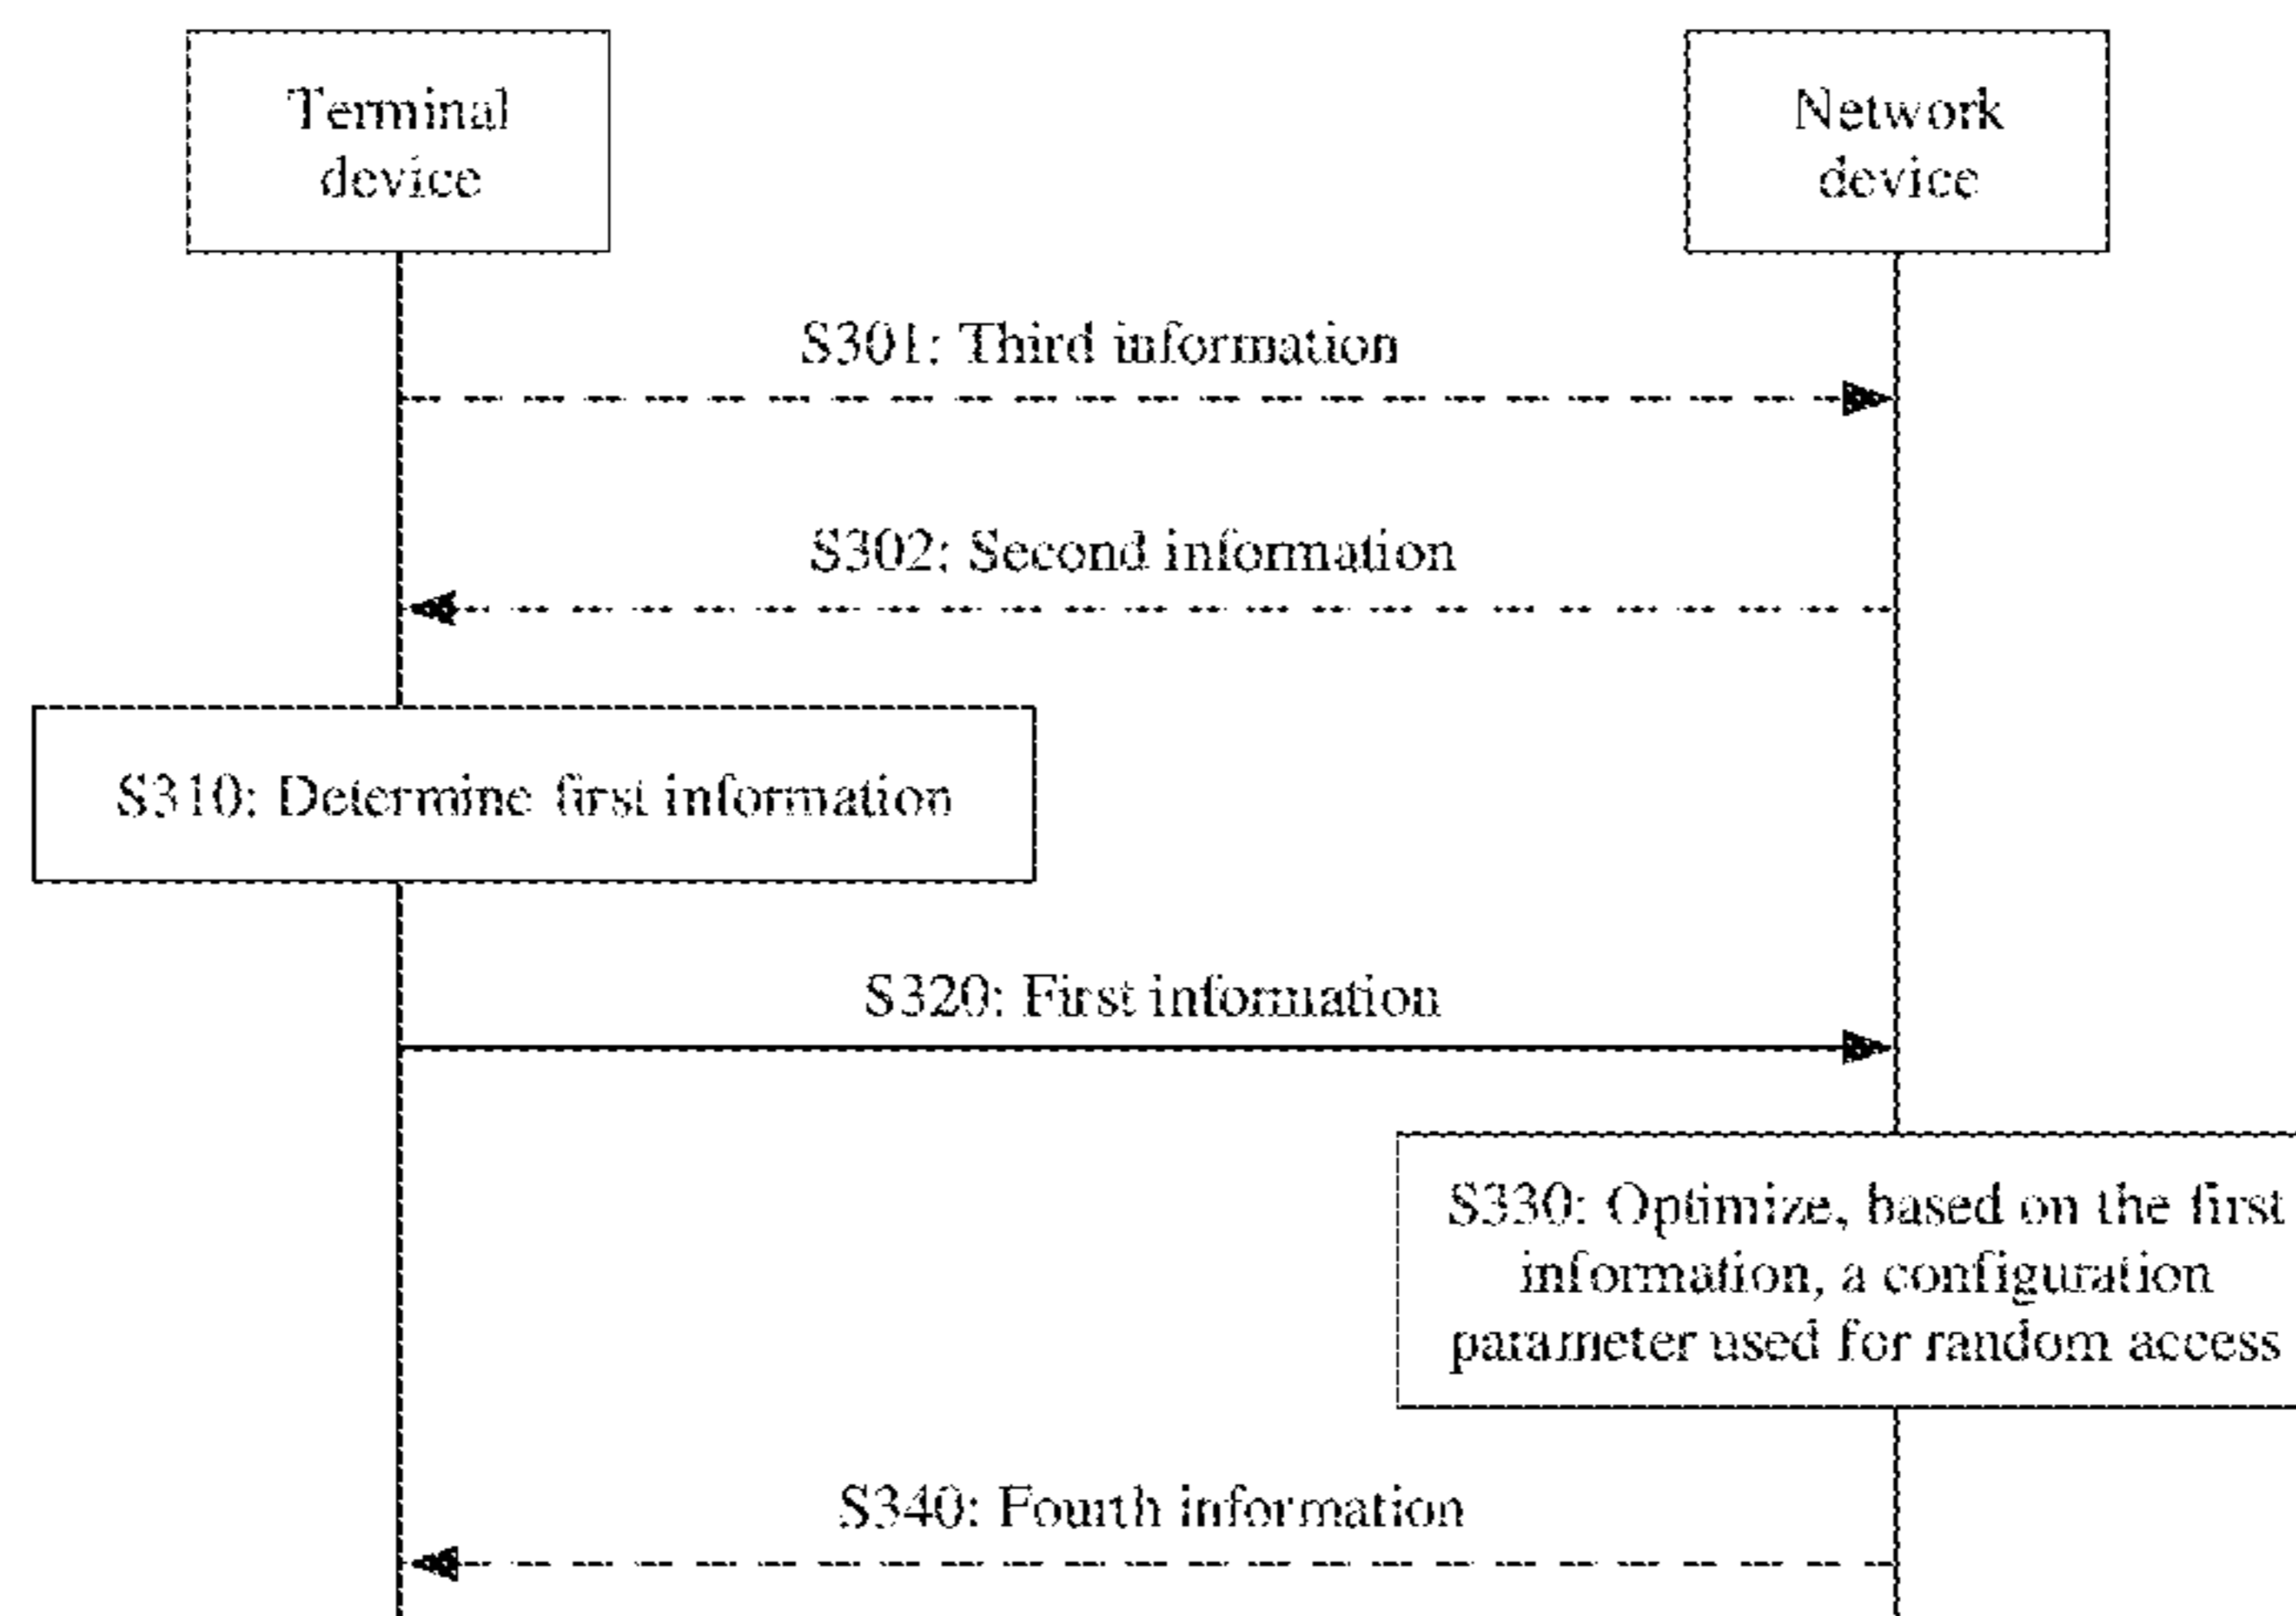 Terminal
device
Network
device
S301: Third information
S302: Second information
S310: Determine first information
S320: First information
S330: Optimize, based on the first
information, a configuration
parameter used for random access
S340: Fourth information